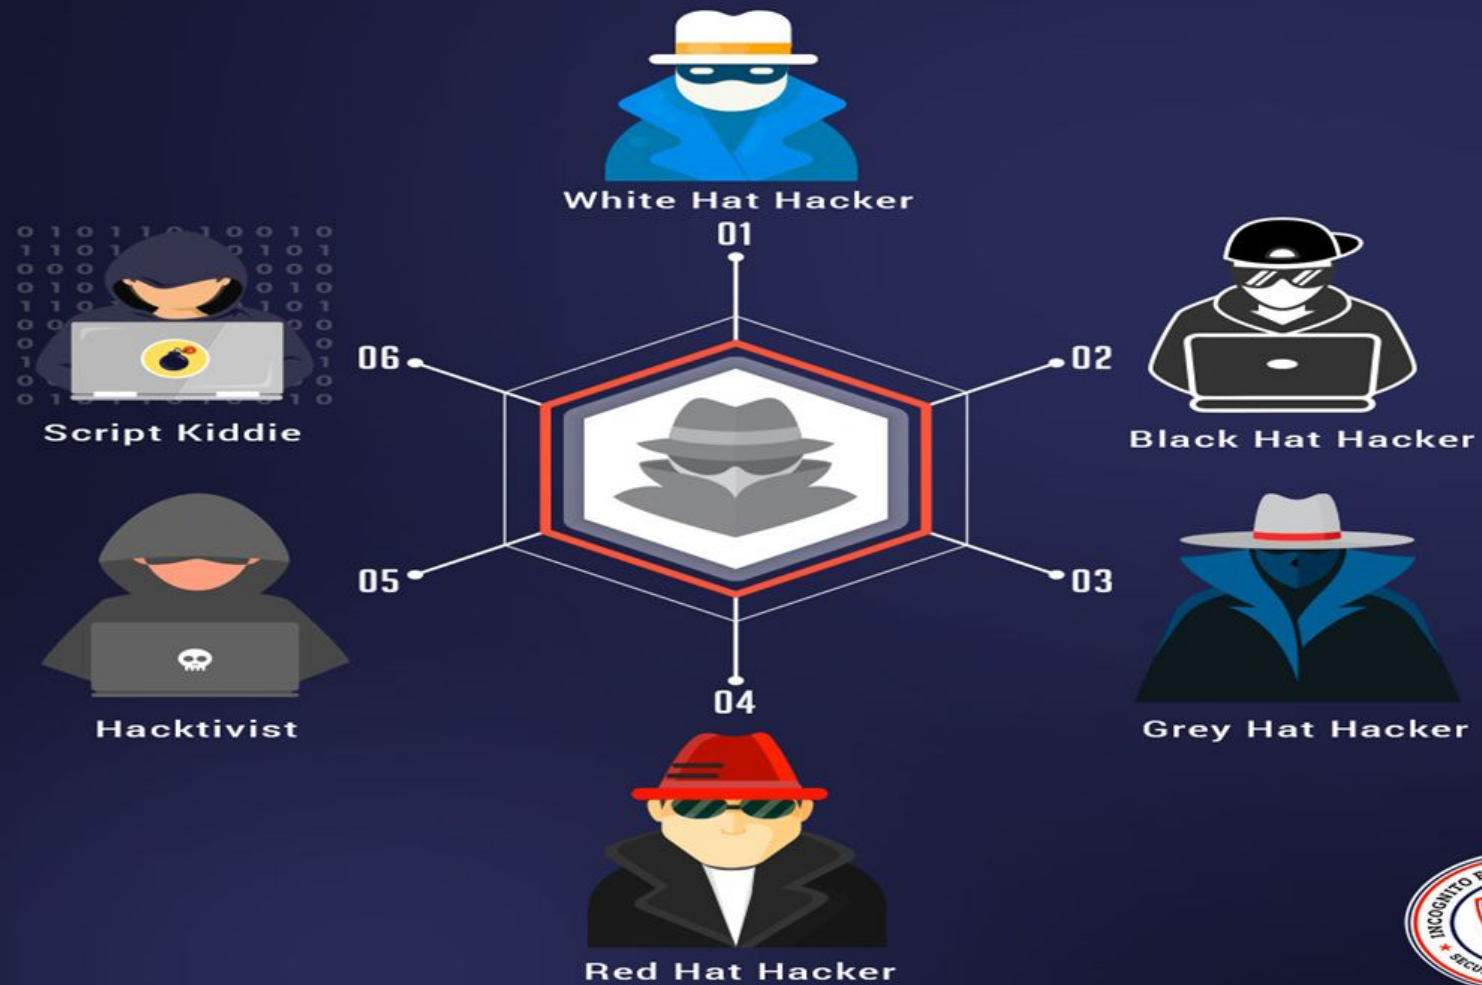 White Hat Hacker
01
02
Black Hat Hacker
03
Grey Hat Hacker
04
Red Hat Hacker
05
Hacktivist
06
Script Kiddie
INCOGNITO